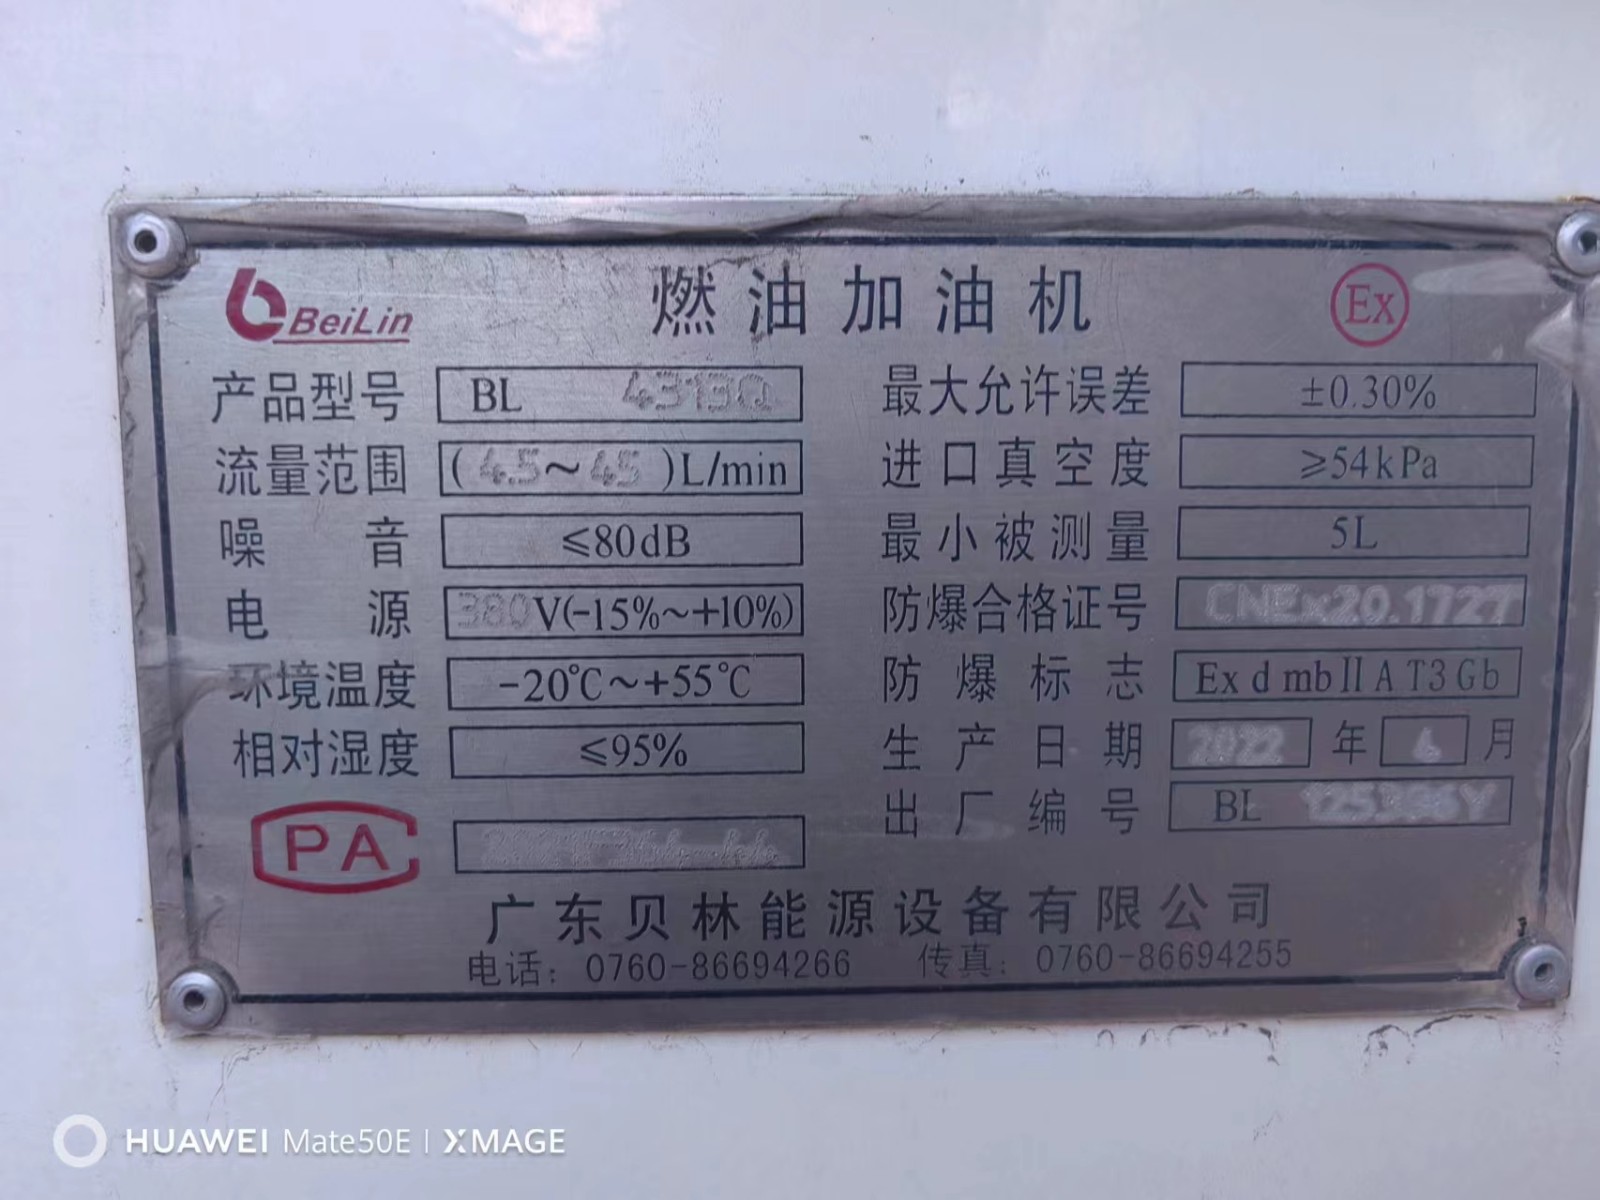 BeiLin
燃油加油机
Ex
产品型号 BL 4313Q 最大允许误差 ±0.30%
流量范围 (4.5~45)L/min 进口真空度 ≥54kPa
噪音 ≤80dB 最小被测量 5L
电源 380V(-15%~+10%) 防爆合格证号 CNEx20.1727
环境温度 -20℃~+55℃ 防爆标志 Ex d mb II A T3 Gb
相对湿度 ≤95% 生产日期 2022 年 6 月
PA 出厂编号 BL
广东贝林能源设备有限公司
电话: 0760-86694266 传真: 0760-86694255
HUAWEI Mate50E | XMAGE